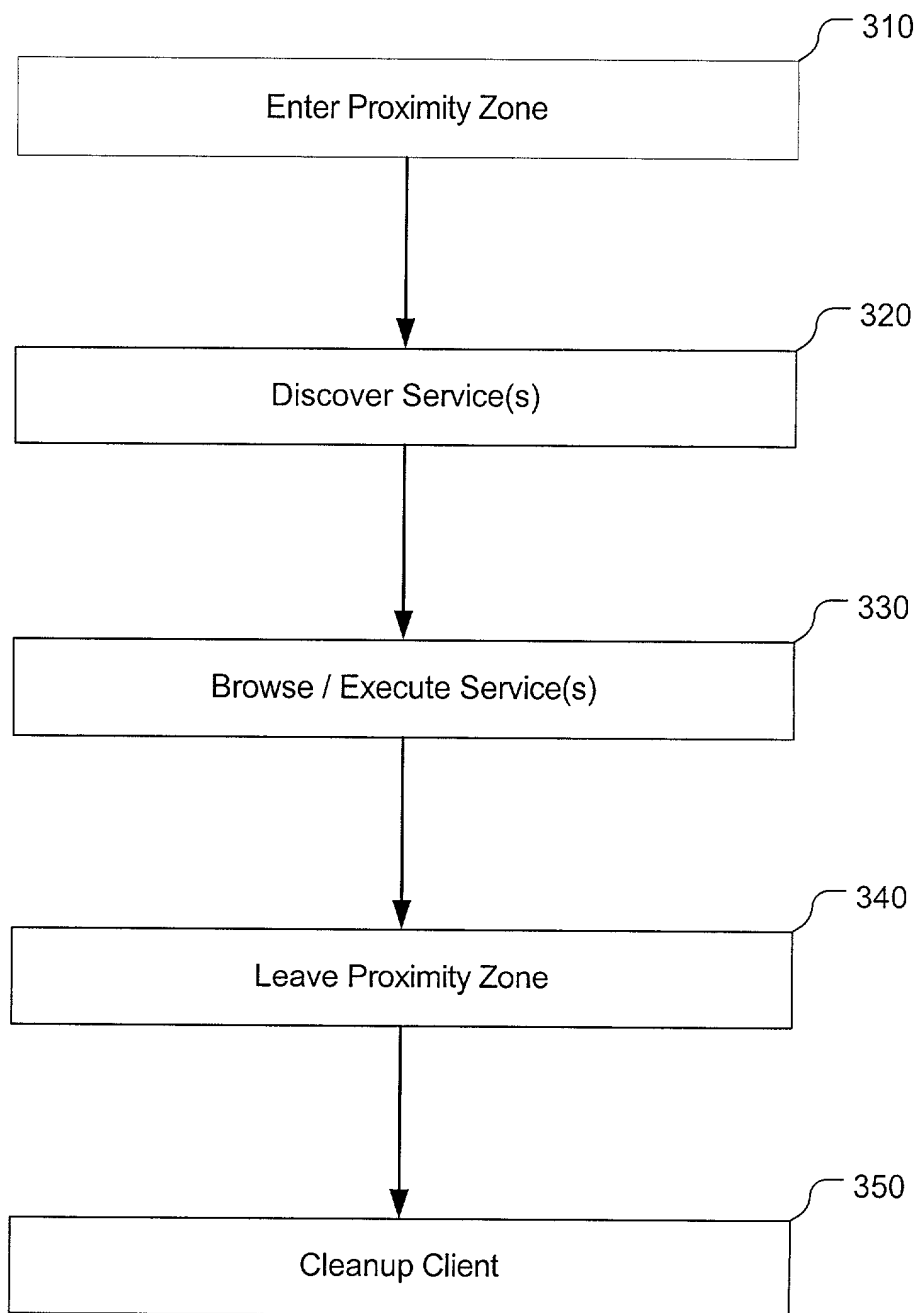 310
Enter Proximity Zone
320
Discover Service(s)
330
Browse / Execute Service(s)
340
Leave Proximity Zone
350
Cleanup Client